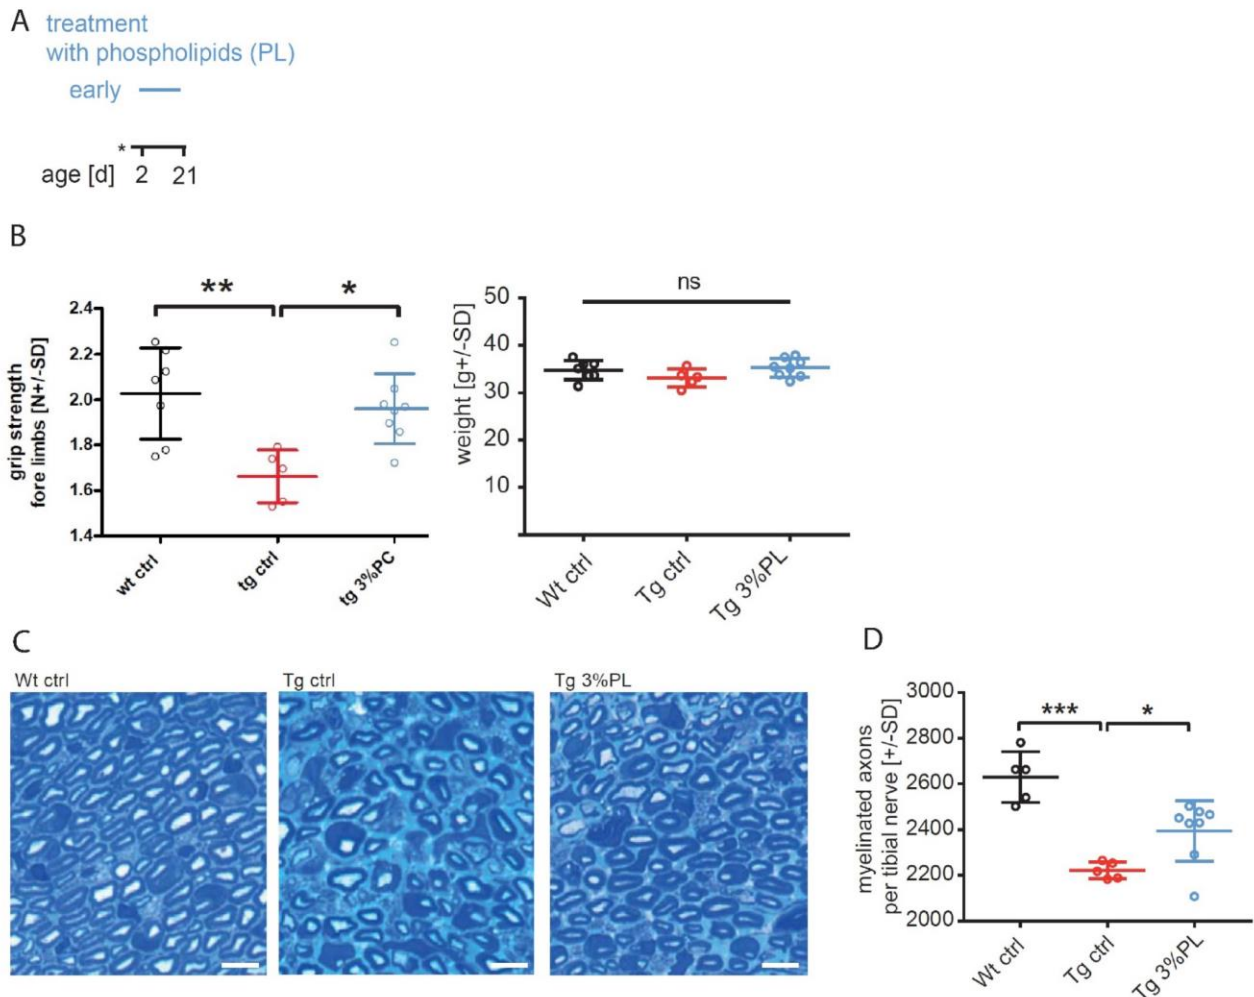 A
treatment
with phospholipids (PL)
early
*
age [d] 2 21
B
** *
grip strength
fore limbs [N+/-SD]
2.4
2.2
2.0
1.8
1.6
1.4
wt ctrl
tg ctrl
tg 3%PC
ns
weight [g+/-SD]
50
40
30
20
10
Wt ctrl
Tg ctrl
Tg 3%PL
C
Wt ctrl
Tg ctrl
Tg 3%PL
D
*** *
myelinated axons
per tibial nerve [+/-SD]
3000
2800
2600
2400
2200
2000
Wt ctrl
Tg ctrl
Tg 3%PL